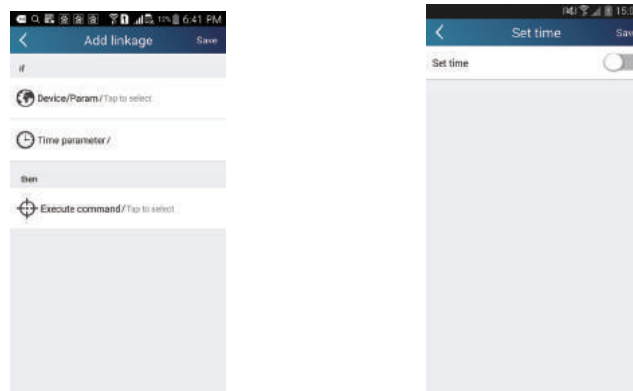 12% 6:41 PM
Add linkage Save
if
Device/Param/Tap to select
Time parameter/
then
Execute command/Tap to select
Set time
Set time